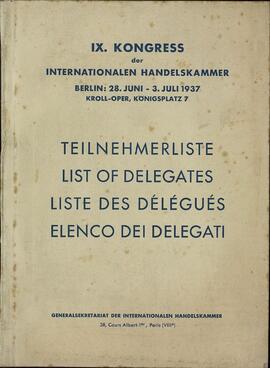 IX. KONGRESS
der
INTERNATIONALEN HANDELSKAMMER
BERLIN: 28. JUNI - 3. JULI 1937
KROLL-OPER, KÖNIGSPLATZ 7
TEILNEHMERLISTE
LIST OF DELEGATES
LISTE DES DÉLÉGUÉS
ELENCO DEI DELEGATI
GENERALSEKRETARIAT DER INTERNATIONALEN HANDELSKAMMER
38, Cours Albert-Iᵉʳ, Paris (VIIIᵉ)